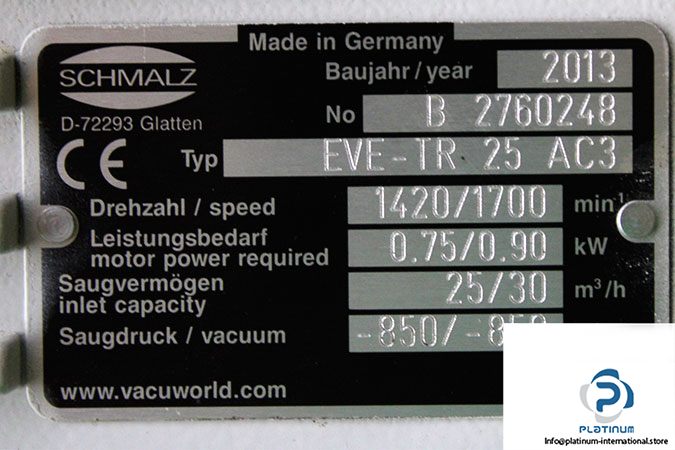 Made in Germany
SCHMALZ
Baujahr / year 2013
D-72293 Glatten
No B 2760248
CE Typ EVE-TR 25 AC3
Drehzahl / speed 1420/1700 min-1
Leistungsbedarf
motor power required 0.75/0.90 kW
Saugvermögen
inlet capacity 25/30 m³/h
Saugdruck / vacuum -850/
www.vacuworld.com
PLATINUM
Info@platinum-international.store